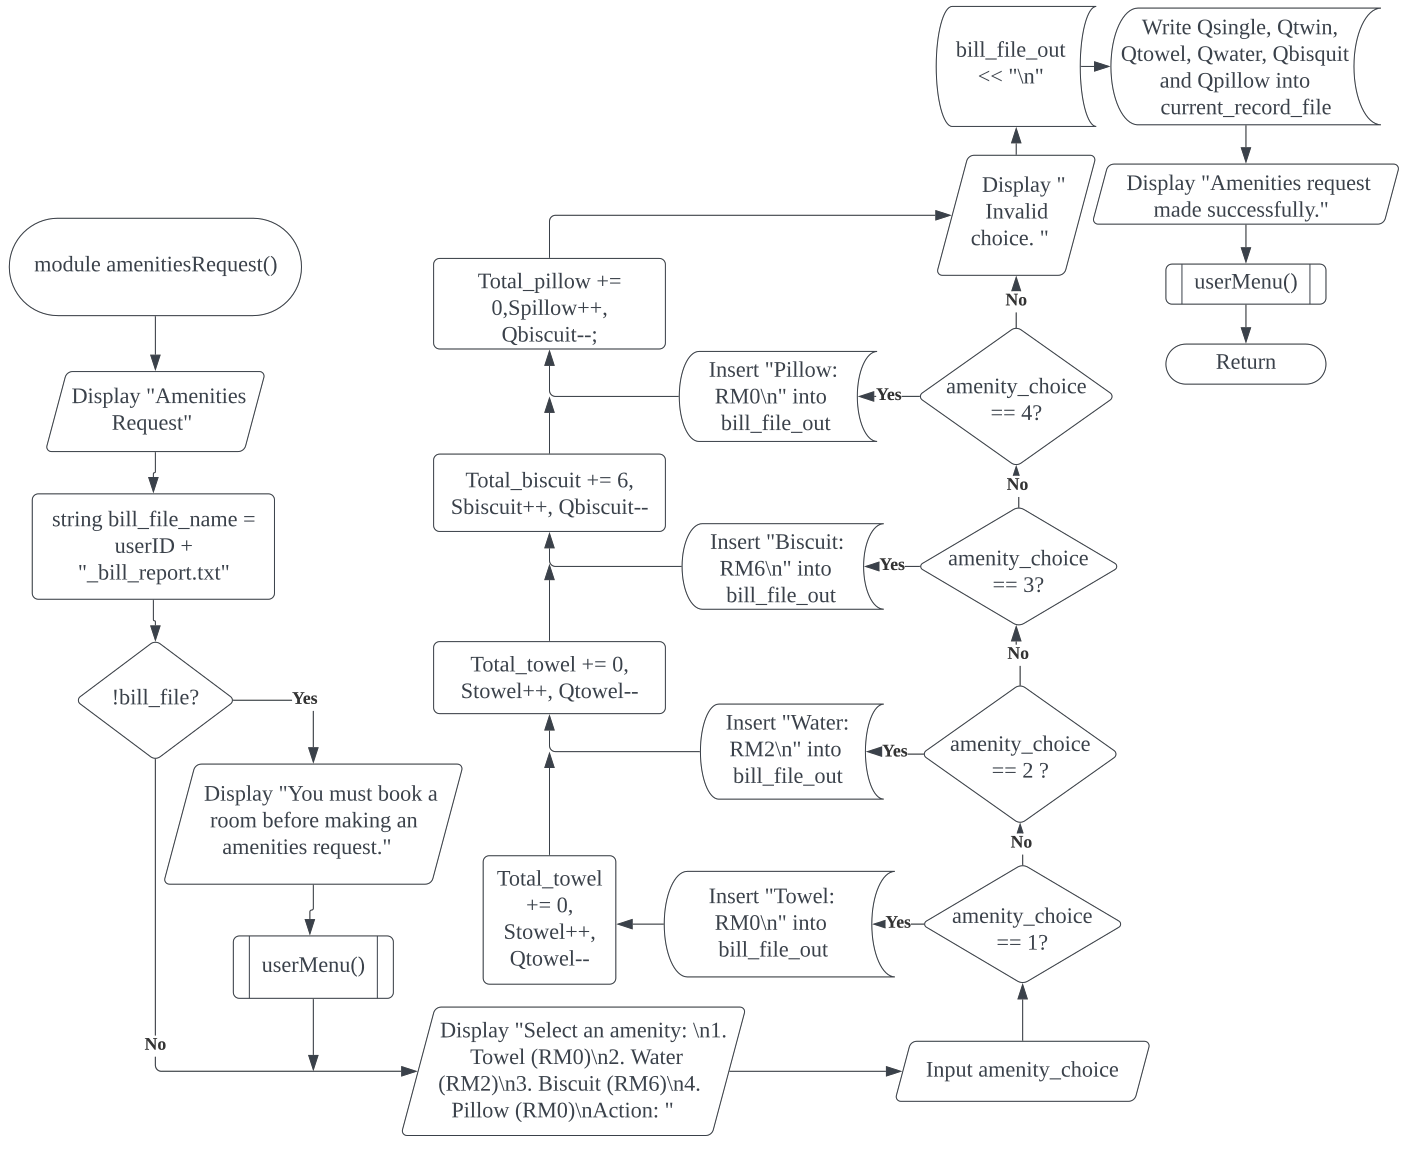 module amenitiesRequest()
Display "Amenities
Request"
string bill_file_name =
userID +
"_bill_report.txt"
!bill_file?
Yes
Display "You must book a
room before making an
amenities request."
userMenu()
No
Display "Select an amenity: \n1.
Towel (RM0)\n2. Water
(RM2)\n3. Biscuit (RM6)\n4.
Pillow (RM0)\nAction: "
Input amenity_choice
amenity_choice
== 1?
Yes
Insert "Towel:
RM0\n" into
bill_file_out
Total_towel
+= 0,
Stowel++,
Qtowel--
No
amenity_choice
== 2 ?
Yes
Insert "Water:
RM2\n" into
bill_file_out
Total_towel += 0,
Stowel++, Qtowel--
No
amenity_choice
== 3?
Yes
Insert "Biscuit:
RM6\n" into
bill_file_out
Total_biscuit += 6,
Sbiscuit++, Qbiscuit--
No
amenity_choice
== 4?
Yes
Insert "Pillow:
RM0\n" into
bill_file_out
Total_pillow +=
0,Spillow++,
Qbiscuit--;
No
Display "
Invalid
choice. "
bill_file_out
<< "\n"
Write Qsingle, Qtwin,
Qtowel, Qwater, Qbisquit
and Qpillow into
current_record_file
Display "Amenities request
made successfully."
userMenu()
Return